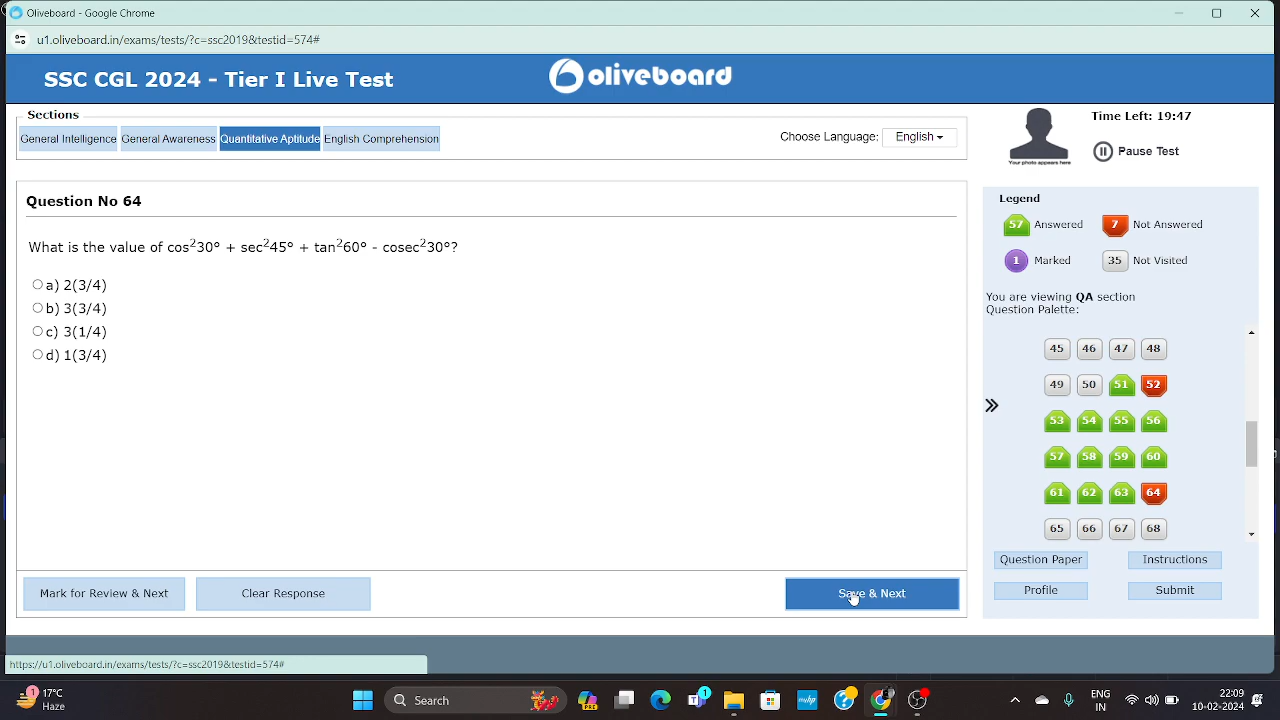 Oliveboard - Google Chrome
u1.oliveboard.in/exams/tests/?c=ssc2019&testid=574#
SSC CGL 2024 - Tier I Live Test
oliveboard
Sections
General Intelligence General Awareness Quantitative Aptitude English Comprehension
Choose Language: English
Your photo appears here
Time Left: 19:47
Pause Test
Question No 64
What is the value of cos²30° + sec²45° + tan²60° - cosec²30°?
a) 2(3/4)
b) 3(3/4)
c) 3(1/4)
d) 1(3/4)
Mark for Review & Next Clear Response Save & Next
Legend
57 Answered 7 Not Answered
1 Marked 35 Not Visited
You are viewing QA section
Question Palette:
45 46 47 48
49 50 51 52
53 54 55 56
57 58 59 60
61 62 63 64
65 66 67 68
Question Paper Instructions
Profile Submit
https://u1.oliveboard.in/exams/tests/?c=ssc2019&testid=574#
1
17°C
Haze
Search
1
ENG
IN
22:09
10-02-2024